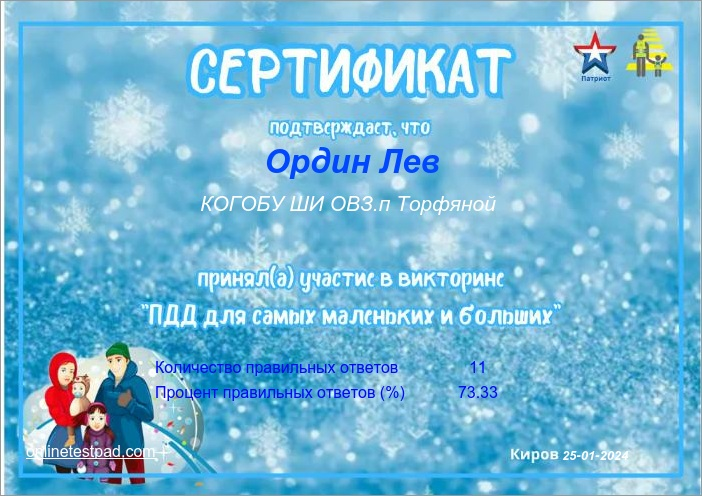 СЕРТИФИКАТ
Патриот
подтверждает, что
Ордин Лев
КОГОБУ ШИ ОВЗ.п Торфяной
принял(а) участие в викторине
"ПДД для самых маленьких и больших"
Количество правильных ответов 11
Процент правильных ответов (%) 73.33
onlinetestpad.com
Киров 25-01-2024